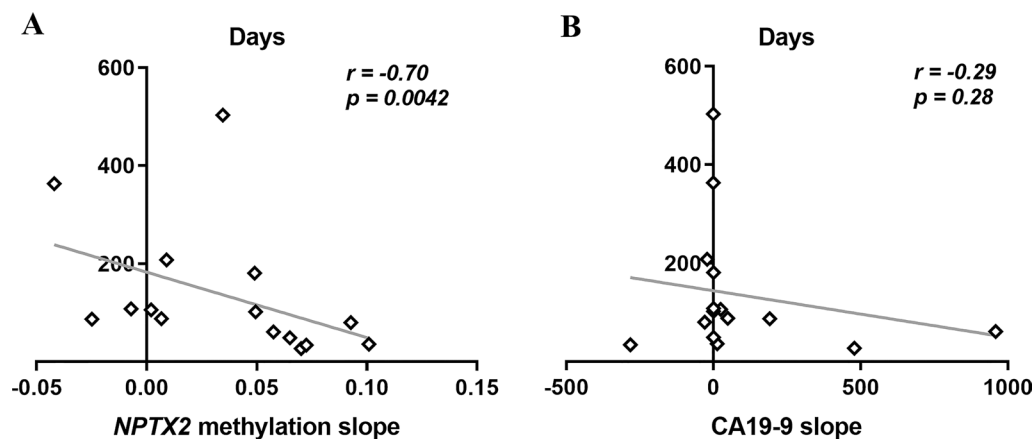 A
Days
r = -0.70
p = 0.0042
600
400
200
-0.05 0.00 0.05 0.10 0.15
NPTX2 methylation slope
B
Days
r = -0.29
p = 0.28
600
400
200
-500 0 500 1000
CA19-9 slope